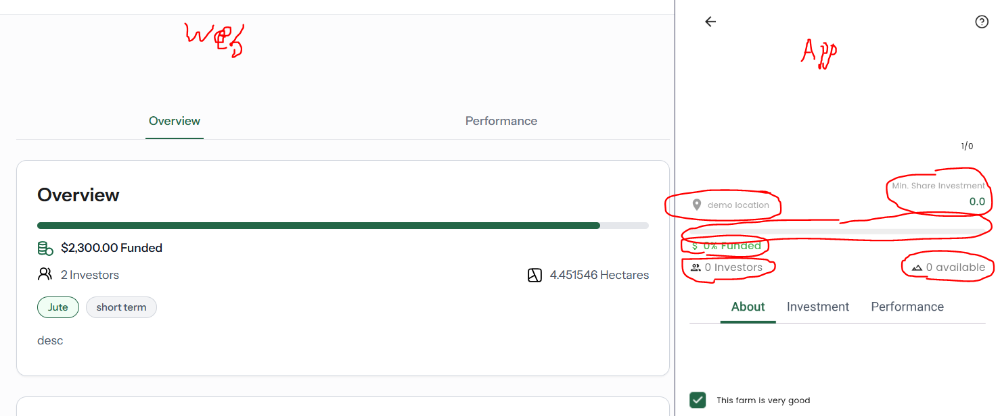 Web
Overview
Performance
Overview
$2,300.00 Funded
2 Investors
4.451546 Hectares
Jute
short term
desc
App
1/0
Min. Share Investment
0.0
demo location
$ 0% Funded
0 Investors
0 available
About
Investment
Performance
This farm is very good